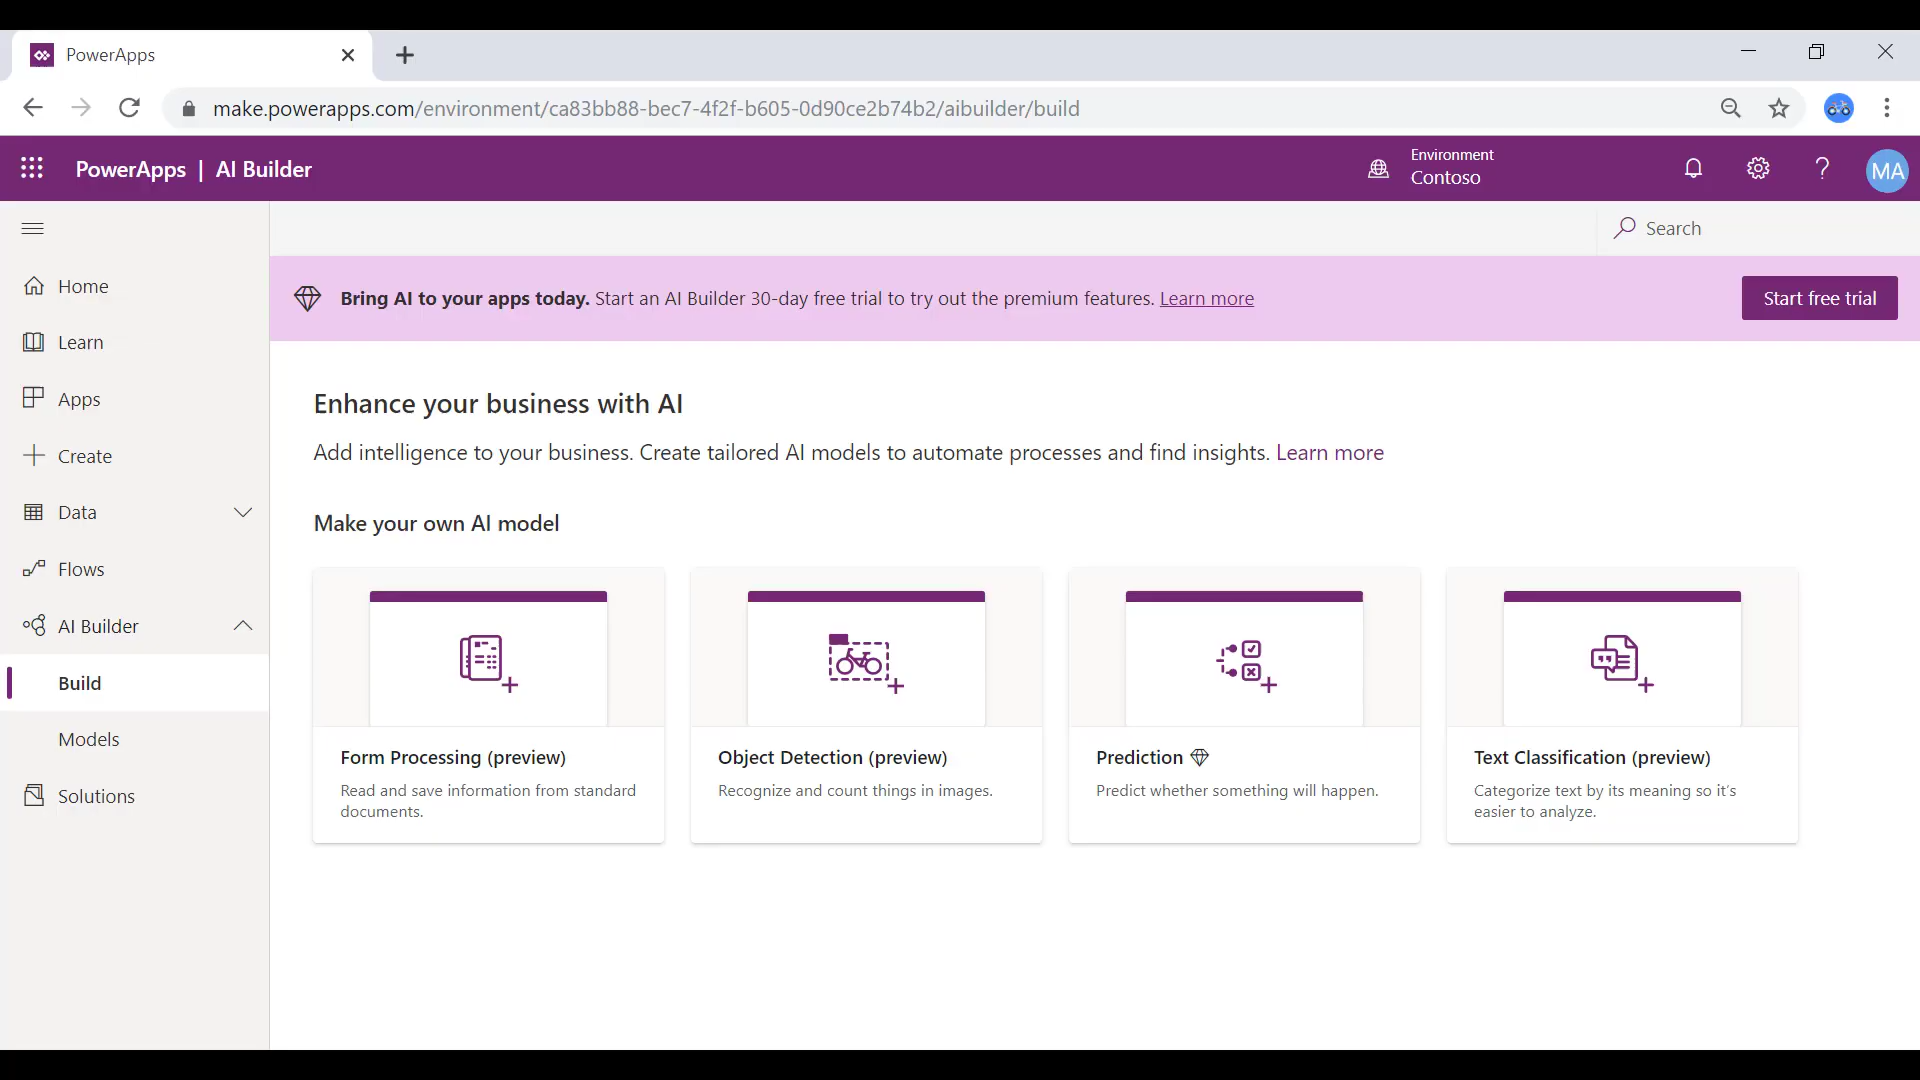 PowerApps
make.powerapps.com/environment/ca83bb88-bec7-4f2f-b605-0d90ce2b74b2/aibuilder/build
PowerApps | AI Builder
Environment
Contoso
MA
Search
Home
Learn
Apps
Create
Data
Flows
AI Builder
Build
Models
Solutions
Bring AI to your apps today. Start an AI Builder 30-day free trial to try out the premium features. Learn more
Start free trial
Enhance your business with AI
Add intelligence to your business. Create tailored AI models to automate processes and find insights. Learn more
Make your own AI model
Form Processing (preview)
Read and save information from standard
documents.
Object Detection (preview)
Recognize and count things in images.
Prediction
Predict whether something will happen.
Text Classification (preview)
Categorize text by its meaning so it's
easier to analyze.